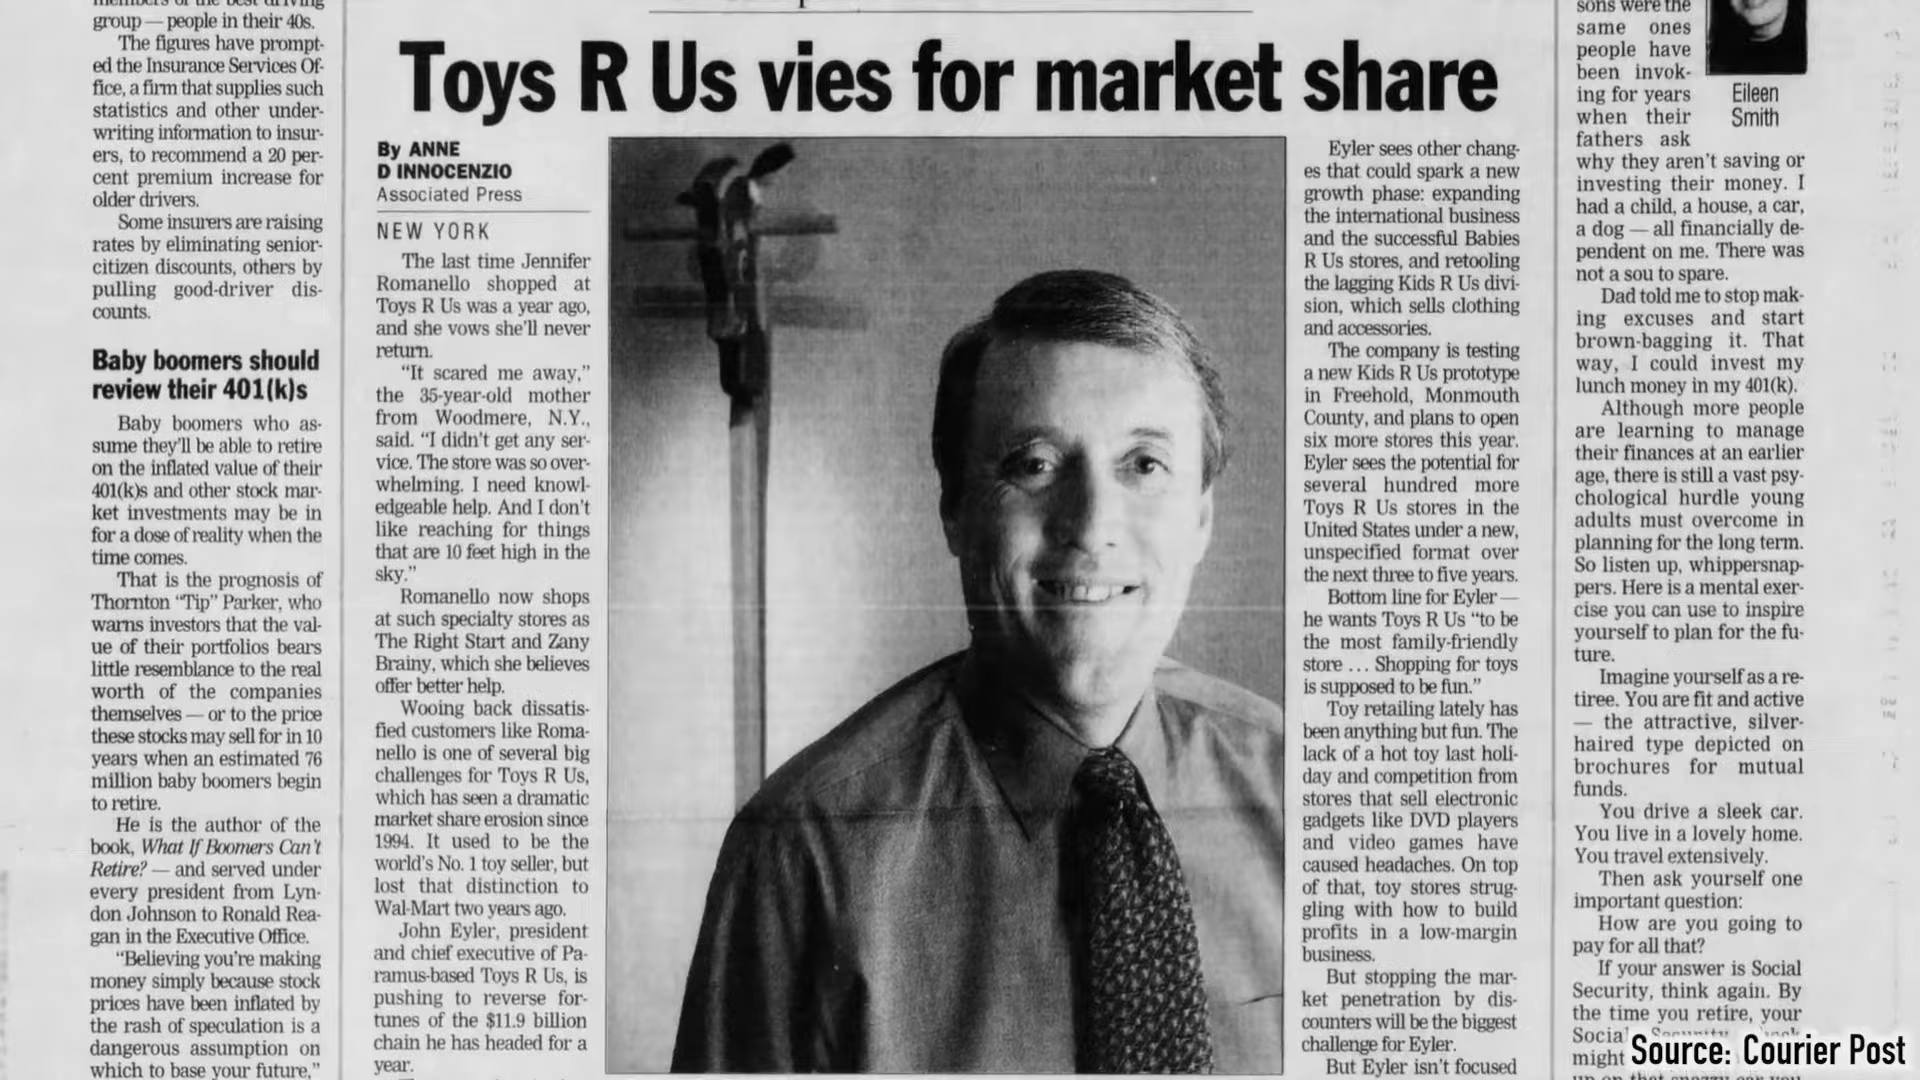 members of the best driving
group — people in their 40s.
The figures have prompt-
ed the Insurance Services Of-
fice, a firm that supplies such
statistics and other under-
writing information to insur-
ers, to recommend a 20 per-
cent premium increase for
older drivers.
Some insurers are raising
rates by eliminating senior-
citizen discounts, others by
pulling good-driver dis-
counts.
Baby boomers should
review their 401(k)s
Baby boomers who as-
sume they'll be able to retire
on the inflated value of their
401(k)s and other stock mar-
ket investments may be in
for a dose of reality when the
time comes.
That is the prognosis of
Thornton "Tip" Parker, who
warns investors that the val-
ue of their portfolios bears
little resemblance to the real
worth of the companies
themselves — or to the price
these stocks may sell for in 10
years when an estimated 76
million baby boomers begin
to retire.
He is the author of the
book, What If Boomers Can't
Retire? — and served under
every president from Lyn-
don Johnson to Ronald Rea-
gan in the Executive Office.
"Believing you're making
money simply because stock
prices have been inflated by
the rash of speculation is a
dangerous assumption on
which to base your future,"
Toys R Us vies for market share
By ANNE
D INNOCENZIO
Associated Press
NEW YORK
The last time Jennifer
Romanello shopped at
Toys R Us was a year ago,
and she vows she'll never
return.
"It scared me away,"
the 35-year-old mother
from Woodmere, N.Y.,
said. "I didn't get any ser-
vice. The store was so over-
whelming. I need knowl-
edgeable help. And I don't
like reaching for things
that are 10 feet high in the
sky."
Romanello now shops
at such specialty stores as
The Right Start and Zany
Brainy, which she believes
offer better help.
Wooing back dissatis-
fied customers like Roma-
nello is one of several big
challenges for Toys R Us,
which has seen a dramatic
market share erosion since
1994. It used to be the
world's No. 1 toy seller, but
lost that distinction to
Wal-Mart two years ago.
John Eyler, president
and chief executive of Pa-
ramus-based Toys R Us, is
pushing to reverse for-
tunes of the $11.9 billion
chain he has headed for a
year.
Eyler sees other chang-
es that could spark a new
growth phase: expanding
the international business
and the successful Babies
R Us stores, and retooling
the lagging Kids R Us divi-
sion, which sells clothing
and accessories.
The company is testing
a new Kids R Us prototype
in Freehold, Monmouth
County, and plans to open
six more stores this year.
Eyler sees the potential for
several hundred more
Toys R Us stores in the
United States under a new,
unspecified format over
the next three to five years.
Bottom line for Eyler —
he wants Toys R Us "to be
the most family-friendly
store ... Shopping for toys
is supposed to be fun."
Toy retailing lately has
been anything but fun. The
lack of a hot toy last holi-
day and competition from
stores that sell electronic
gadgets like DVD players
and video games have
caused headaches. On top
of that, toy stores strug-
gling with how to build
profits in a low-margin
business.
But stopping the mar-
ket penetration by dis-
counters will be the biggest
challenge for Eyler.
But Eyler isn't focused
sons were the
same ones
people have
been invok-
ing for years
when their
fathers ask
why they aren't saving or
investing their money. I
had a child, a house, a car,
a dog — all financially de-
pendent on me. There was
not a sou to spare.
Dad told me to stop mak-
ing excuses and start
brown-bagging it. That
way, I could invest my
lunch money in my 401(k).
Although more people
are learning to manage
their finances at an earlier
age, there is still a vast psy-
chological hurdle young
adults must overcome in
planning for the long term.
So listen up, whippersnap-
pers. Here is a mental exer-
cise you can use to inspire
yourself to plan for the fu-
ture.
Imagine yourself as a re-
tiree. You are fit and active
— the attractive, silver-
haired type depicted on
brochures for mutual
funds.
You drive a sleek car.
You live in a lovely home.
You travel extensively.
Then ask yourself one
important question:
How are you going to
pay for all that?
If your answer is Social
Security, think again. By
the time you retire, your
Social
might
Eileen
Smith
Source: Courier Post